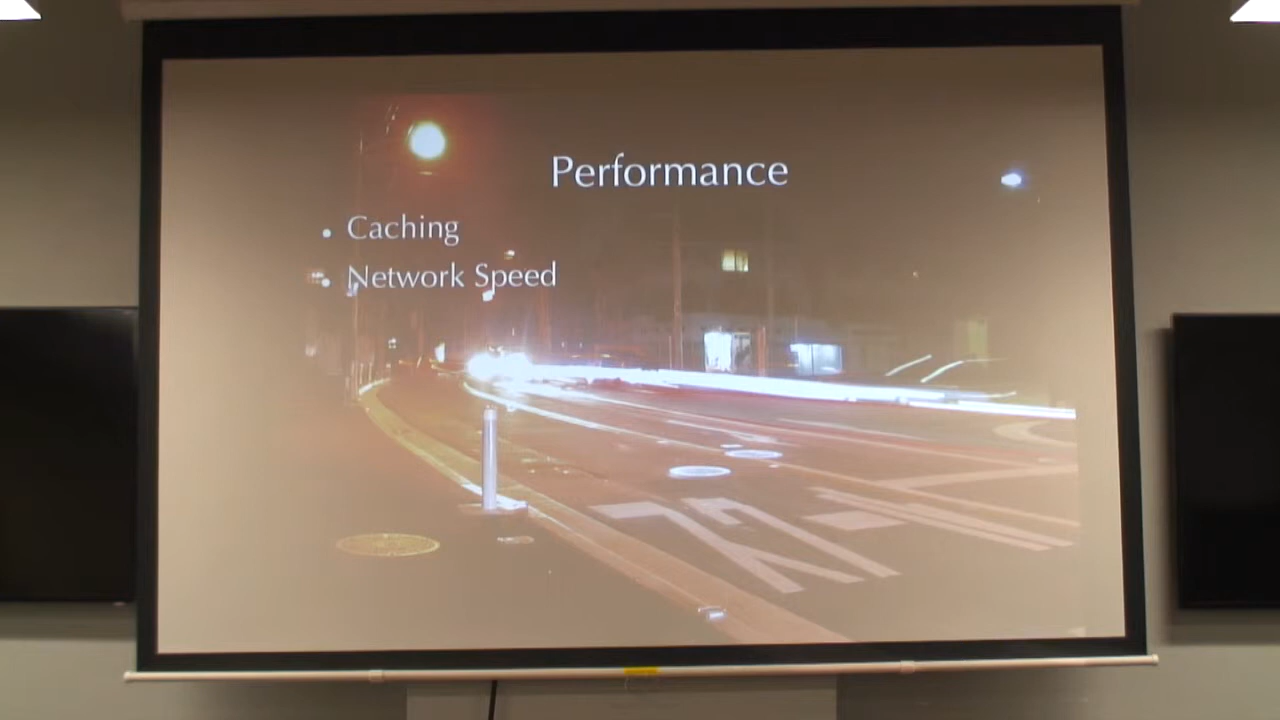 Performance
• Caching
• Network Speed